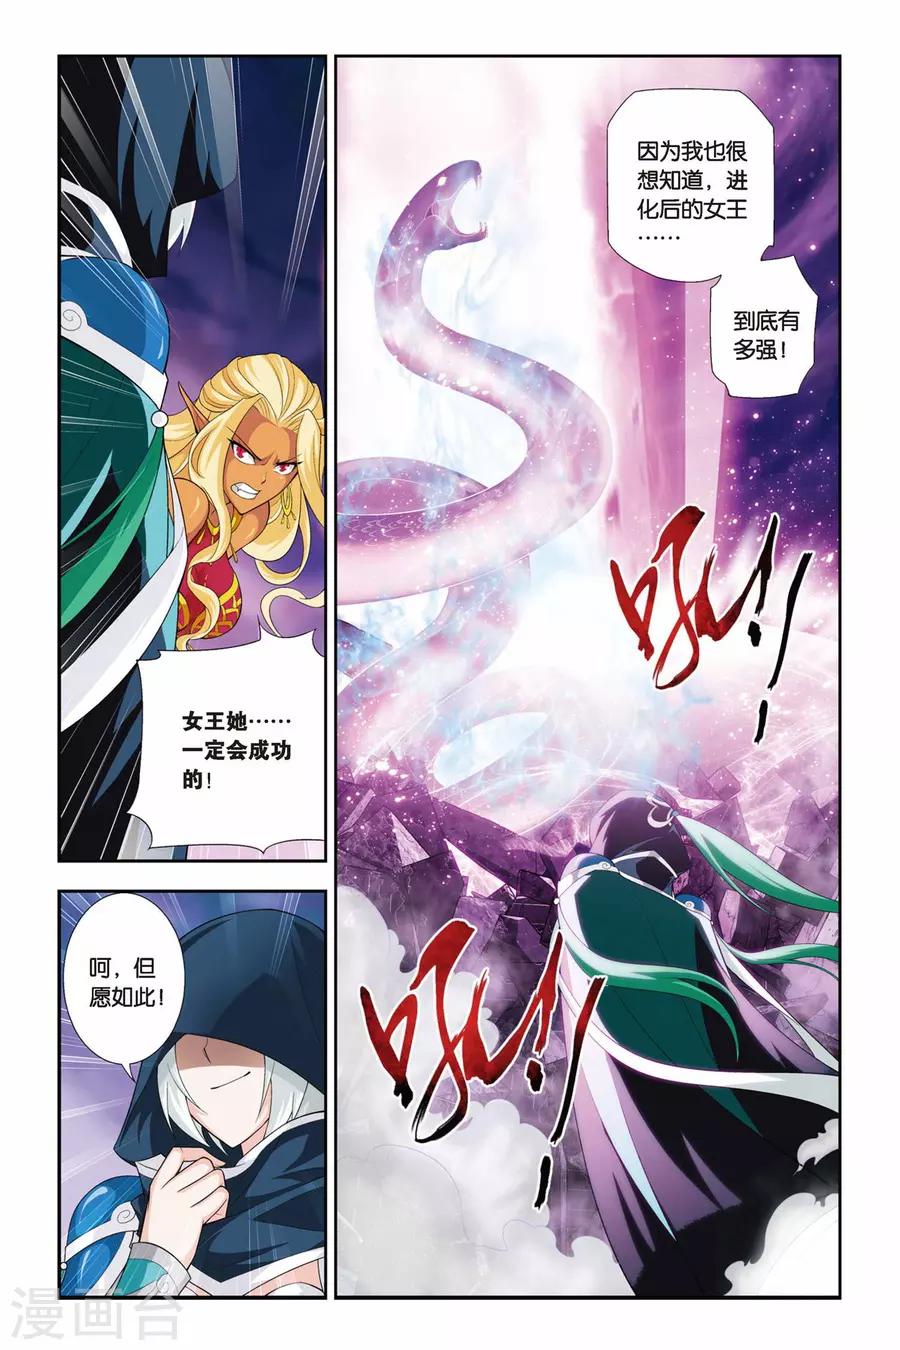 女王她……
一定会成功
的！
呵，但
愿如此！
因为我也很
想知道，进
化后的女王
……
到底有
多强！
吼！！
吼！！
漫画台